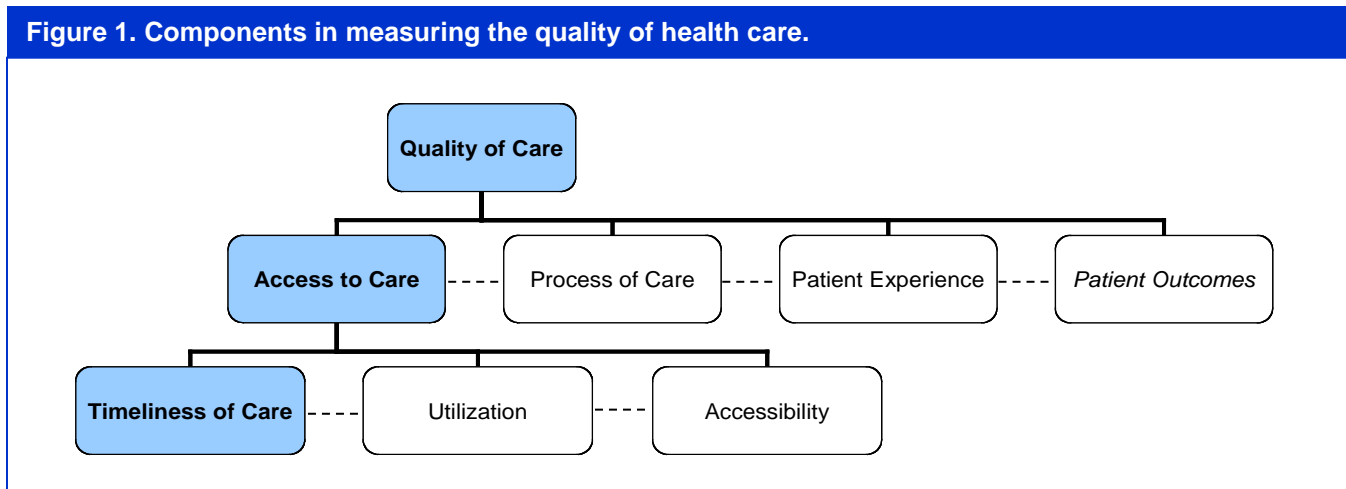 Figure 1. Components in measuring the quality of health care.
Quality of Care
Access to Care
Process of Care
Patient Experience
Patient Outcomes
Timeliness of Care
Utilization
Accessibility